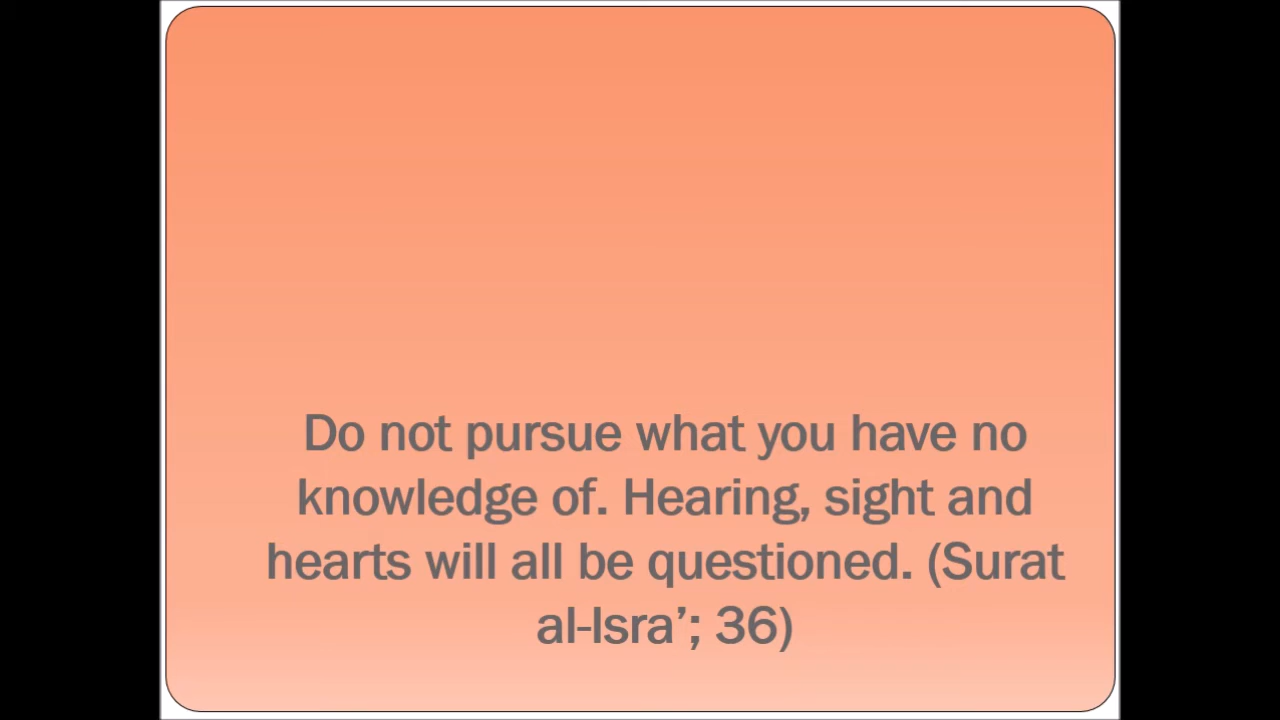 Do not pursue what you have no
knowledge of. Hearing, sight and
hearts will all be questioned. (Surat
al-Isra’; 36)